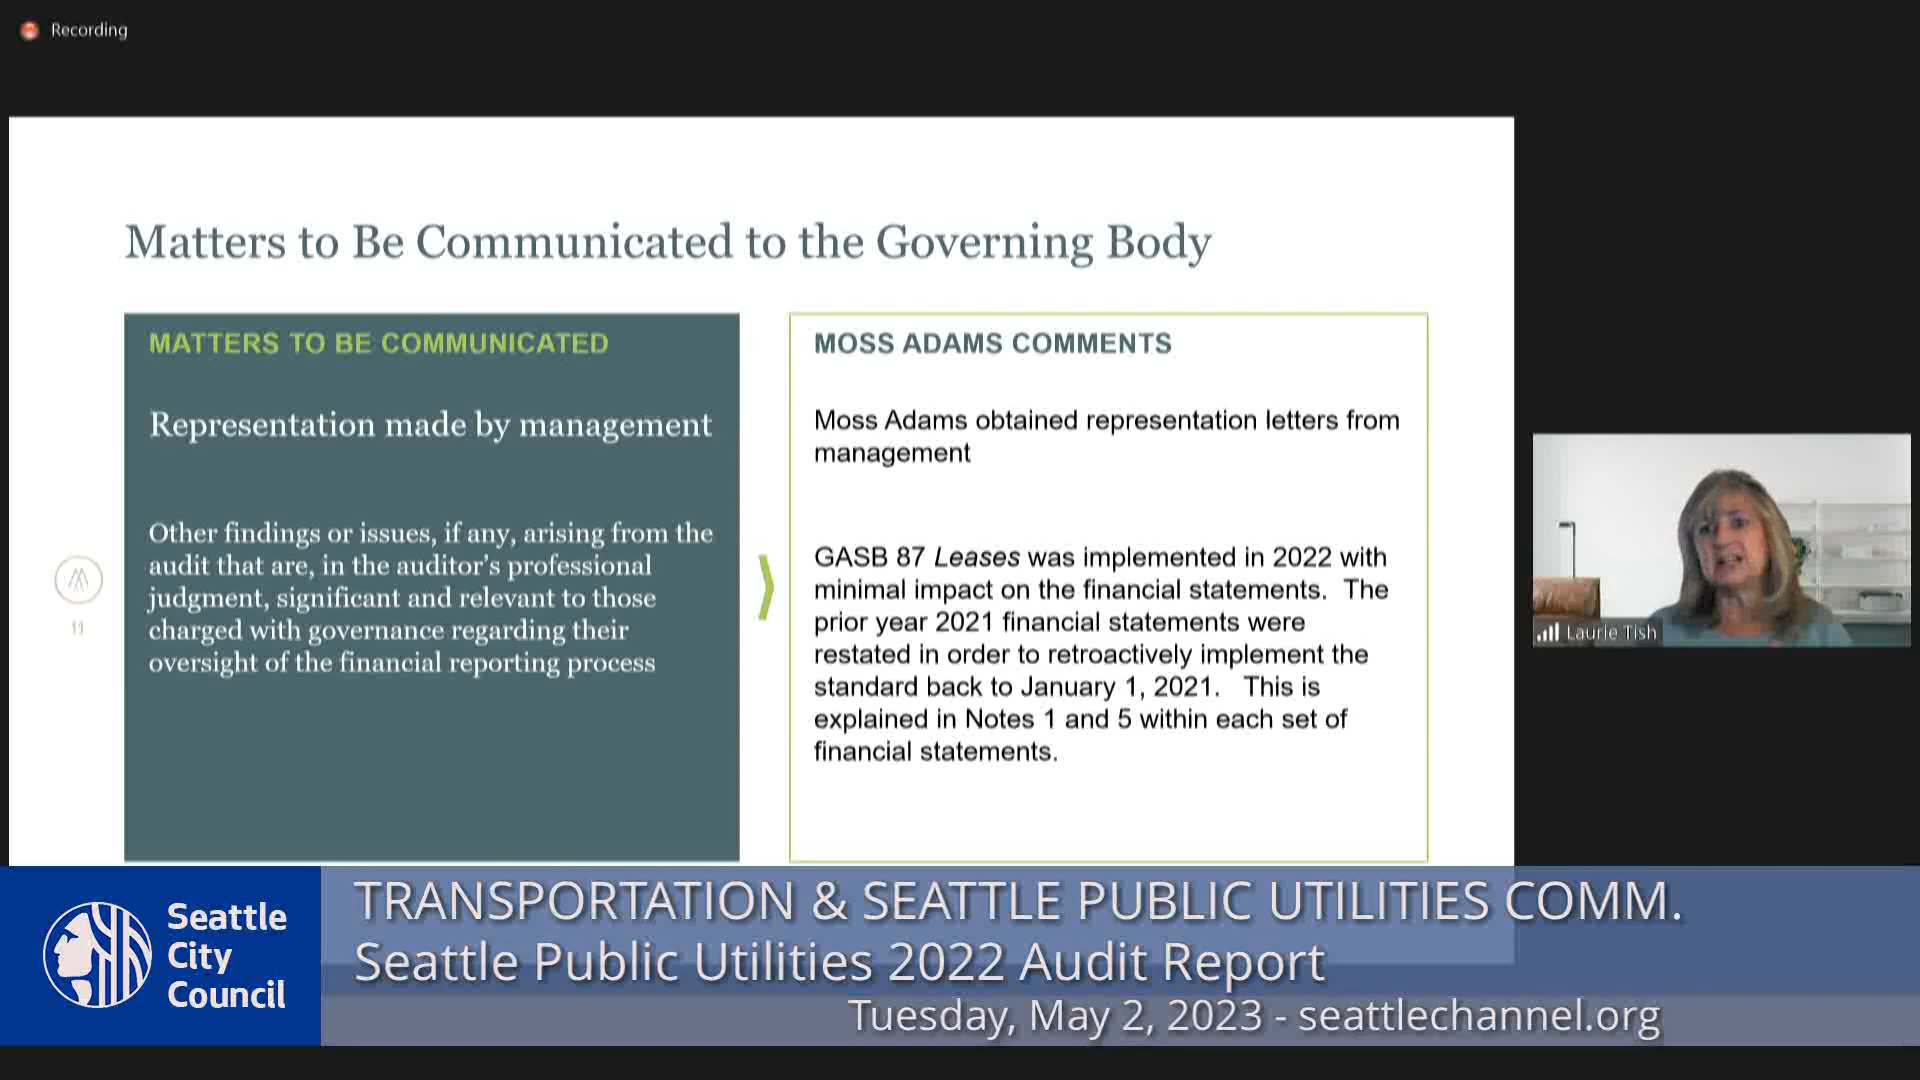 Recording
Matters to Be Communicated to the Governing Body
MATTERS TO BE COMMUNICATED
Representation made by management
Other findings or issues, if any, arising from the
audit that are, in the auditor's professional
judgment, significant and relevant to those
charged with governance regarding their
oversight of the financial reporting process
MOSS ADAMS COMMENTS
Moss Adams obtained representation letters from
management
GASB 87 Leases was implemented in 2022 with
minimal impact on the financial statements. The
prior year 2021 financial statements were
restated in order to retroactively implement the
standard back to January 1, 2021. This is
explained in Notes 1 and 5 within each set of
financial statements.
11
Laurie Tish
Seattle
City
Council
TRANSPORTATION & SEATTLE PUBLIC UTILITIES COMM.
Seattle Public Utilities 2022 Audit Report
Tuesday, May 2, 2023 - seattlechannel.org